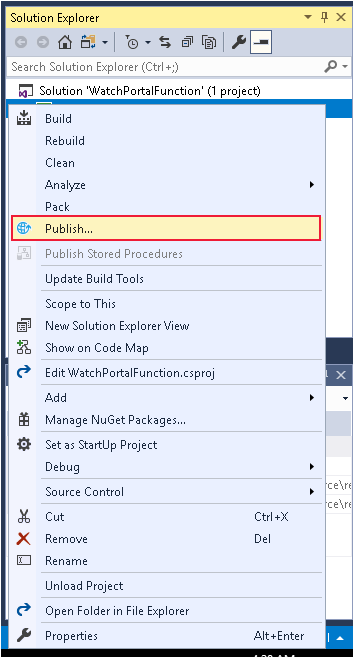 Solution Explorer
Search Solution Explorer (Ctrl+;)
Solution 'WatchPortalFunction' (1 project)
Build
Rebuild
Clean
Analyze
Pack
Publish...
Publish Stored Procedures
Update Build Tools
Scope to This
New Solution Explorer View
Show on Code Map
Edit WatchPortalFunction.csproj
Add
Manage NuGet Packages...
Set as StartUp Project
Debug
Source Control
rce\re
rce\re
Cut Ctrl+X
Remove Del
Rename
Unload Project
Open Folder in File Explorer
Properties Alt+Enter